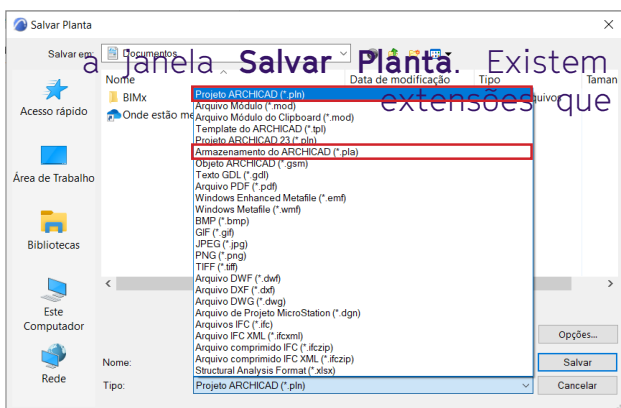 Salvar Planta
Salvar em:
Documentos
a janela Salvar Planta. Existem
extensões que
Nome
Data de modificação
Tipo
Taman
BIMx
Onde estão me
Acesso rápido
Área de Trabalho
Bibliotecas
Este
Computador
Rede
Projeto ARCHICAD (*.pln)
Arquivo Módulo (*.mod)
Arquivo Módulo do Clipboard (*.mod)
Template do ARCHICAD (*.tpl)
Projeto ARCHICAD 23 (*.pln)
Armazenamento do ARCHICAD (*.pla)
Objeto ARCHICAD (*.gsm)
Texto GDL (*.gdl)
Arquivo PDF (*.pdf)
Windows Enhanced Metafile (*.emf)
Windows Metafile (*.wmf)
BMP (*.bmp)
GIF (*.gif)
JPEG (*.jpg)
PNG (*.png)
TIFF (*.tiff)
Arquivo DWF (*.dwf)
Arquivo DXF (*.dxf)
Arquivo DWG (*.dwg)
Arquivo de Projeto MicroStation (*.dgn)
Arquivos IFC (*.ifc)
Arquivo IFC XML (*.ifcxml)
Arquivo comprimido IFC (*.ifczip)
Arquivo comprimido IFC XML (*.ifczip)
Structural Analysis Format (*.xlsx)
Opções...
Nome:
Salvar
Tipo:
Projeto ARCHICAD (*.pln)
Cancelar